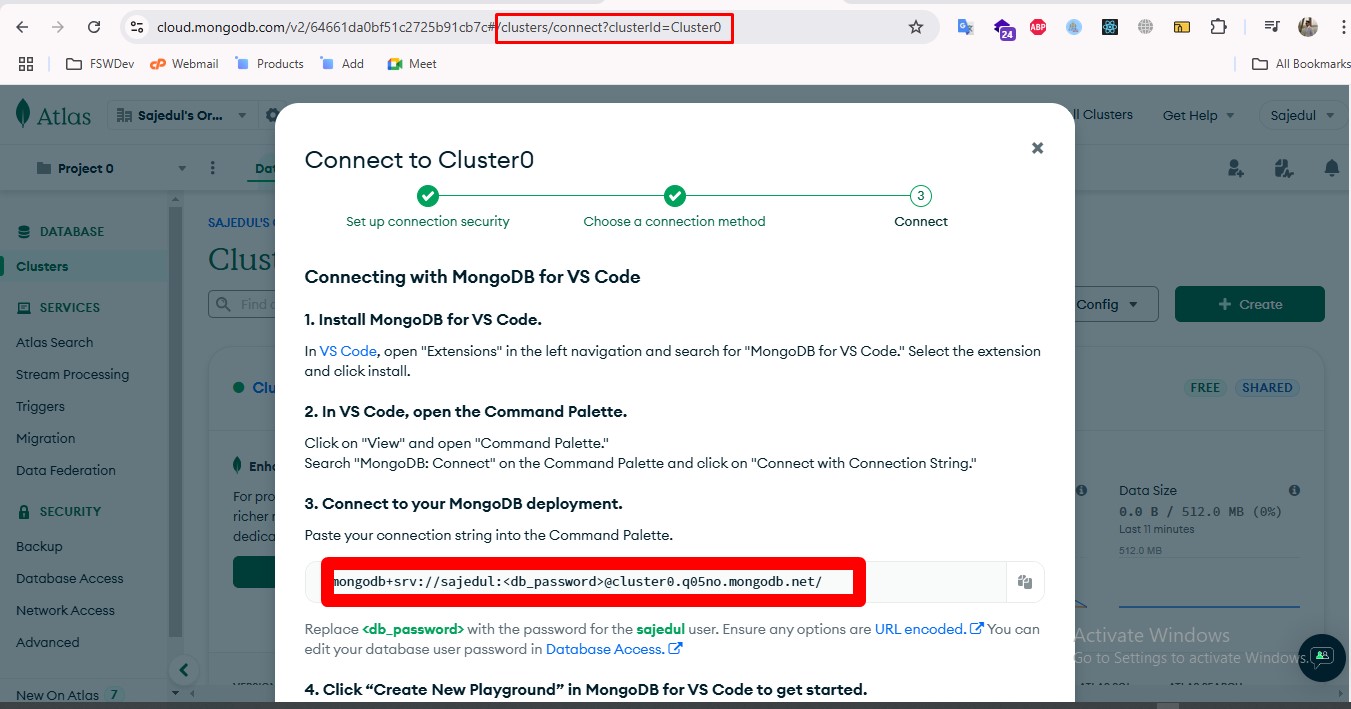 cloud.mongodb.com/v2/64661da0bf51c2725b91cb7c#/clusters/connect?clusterId=Cluster0
24
ABP
FSWDev
Webmail
Products
Add
Meet
All Bookmarks
Atlas
Sajedul's Or...
ll Clusters
Get Help
Sajedul
Project 0
Dat
DATABASE
Clusters
SERVICES
Atlas Search
Stream Processing
Triggers
Migration
Data Federation
SECURITY
Backup
Database Access
Network Access
Advanced
New On Atlas 7
SAJEDUL'S
Clust
Find
Config
+ Create
Clu
FREE
SHARED
Enh
For pro
richer
dedica
Data Size
0.0 B / 512.0 MB (0%)
Last 11 minutes
512.0 MB
Connect to Cluster0
3
Set up connection security
Choose a connection method
Connect
Connecting with MongoDB for VS Code
1. Install MongoDB for VS Code.
In VS Code, open "Extensions" in the left navigation and search for "MongoDB for VS Code." Select the extension
and click install.
2. In VS Code, open the Command Palette.
Click on "View" and open "Command Palette."
Search "MongoDB: Connect" on the Command Palette and click on "Connect with Connection String."
3. Connect to your MongoDB deployment.
Paste your connection string into the Command Palette.
mongodb+srv://sajedul:<db_password>@cluster0.q05no.mongodb.net/
Replace <db_password> with the password for the sajedul user. Ensure any options are URL encoded. You can
edit your database user password in Database Access.
4. Click “Create New Playground” in MongoDB for VS Code to get started.
Activate Windows
Go to Settings to activate Windows.